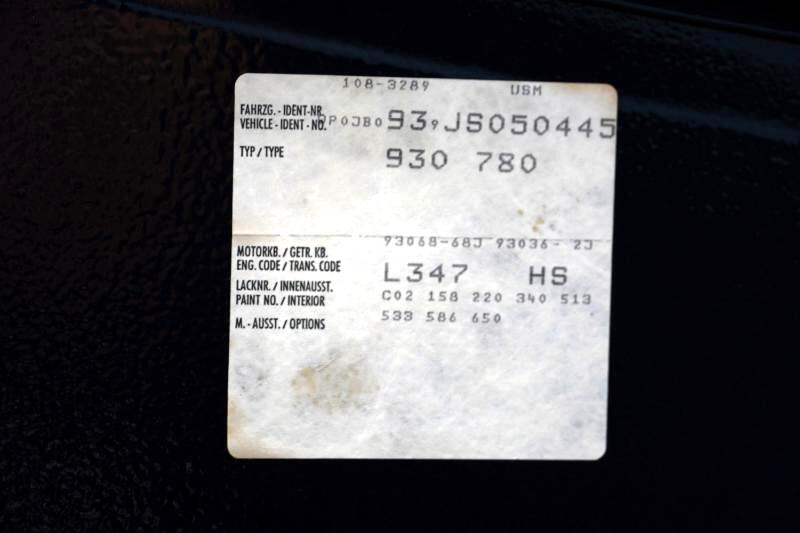 108-3289 USM
FAHRZG. - IDENT-NR.
VEHICLE - IDENT - NO. P0JB0939JS050445
TYP / TYPE 930 780
93068-68J 93036- 2J
MOTORKB. / GETR. KB.
ENG. CODE / TRANS. CODE L347 HS
LACKNR. / INNENAUSST.
PAINT NO. / INTERIOR C02 158 220 340 513
M. - AUSST. / OPTIONS 533 586 650